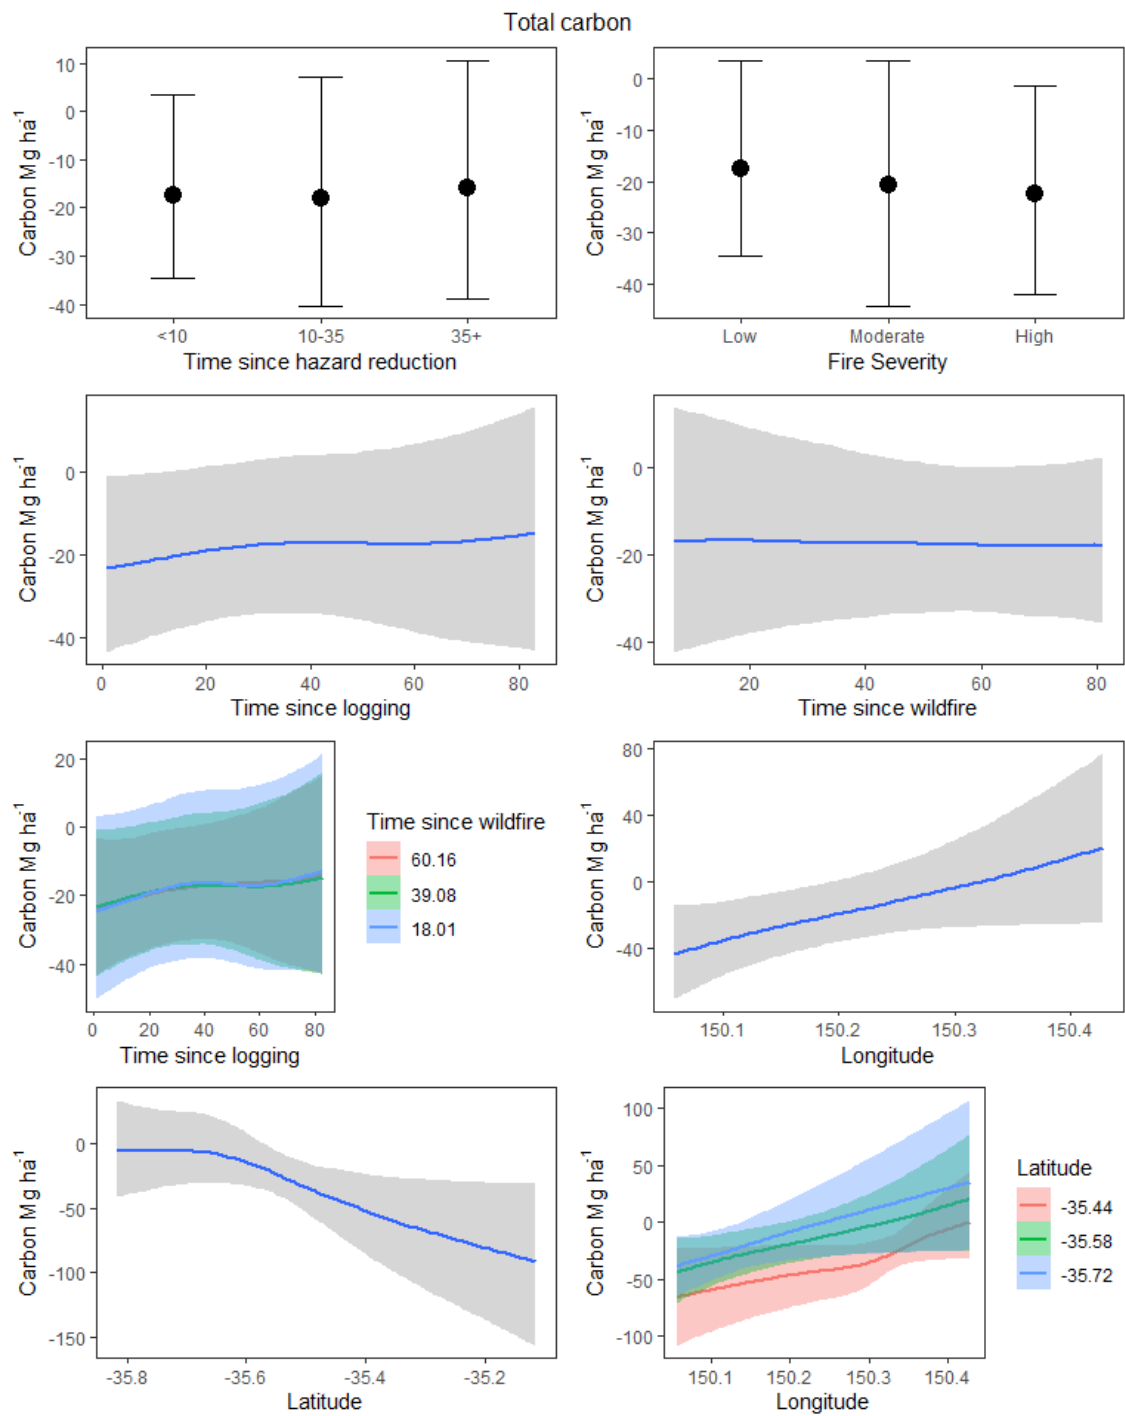 Total carbon
10
0
-10
-20
-30
-40
Carbon Mg ha⁻¹
<10 10-35 35+
Time since hazard reduction
0
-10
-20
-30
-40
Carbon Mg ha⁻¹
Low Moderate High
Fire Severity
0
-20
-40
Carbon Mg ha⁻¹
0 20 40 60 80
Time since logging
0
-20
-40
Carbon Mg ha⁻¹
20 40 60 80
Time since wildfire
20
0
-20
-40
Carbon Mg ha⁻¹
0 20 40 60 80
Time since logging
Time since wildfire
60.16
39.08
18.01
80
40
0
-40
Carbon Mg ha⁻¹
150.1 150.2 150.3 150.4
Longitude
0
-50
-100
-150
Carbon Mg ha⁻¹
-35.8 -35.6 -35.4 -35.2
Latitude
100
50
0
-50
-100
Carbon Mg ha⁻¹
150.1 150.2 150.3 150.4
Longitude
Latitude
-35.44
-35.58
-35.72